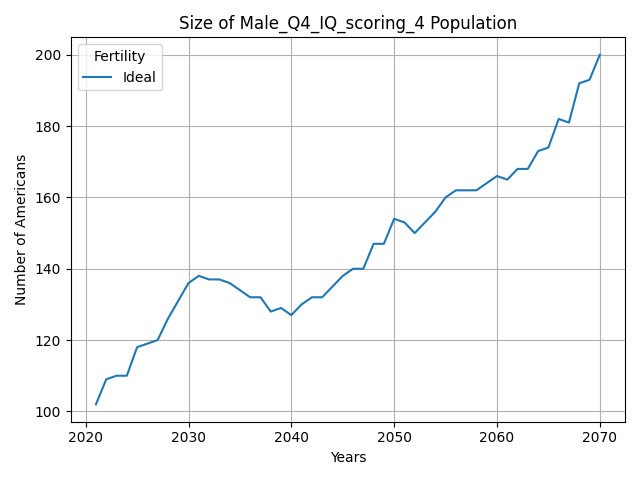 Size of Male_Q4_IQ_scoring_4 Population
Fertility
Ideal
Number of Americans
200
180
160
140
120
100
2020 2030 2040 2050 2060 2070
Years